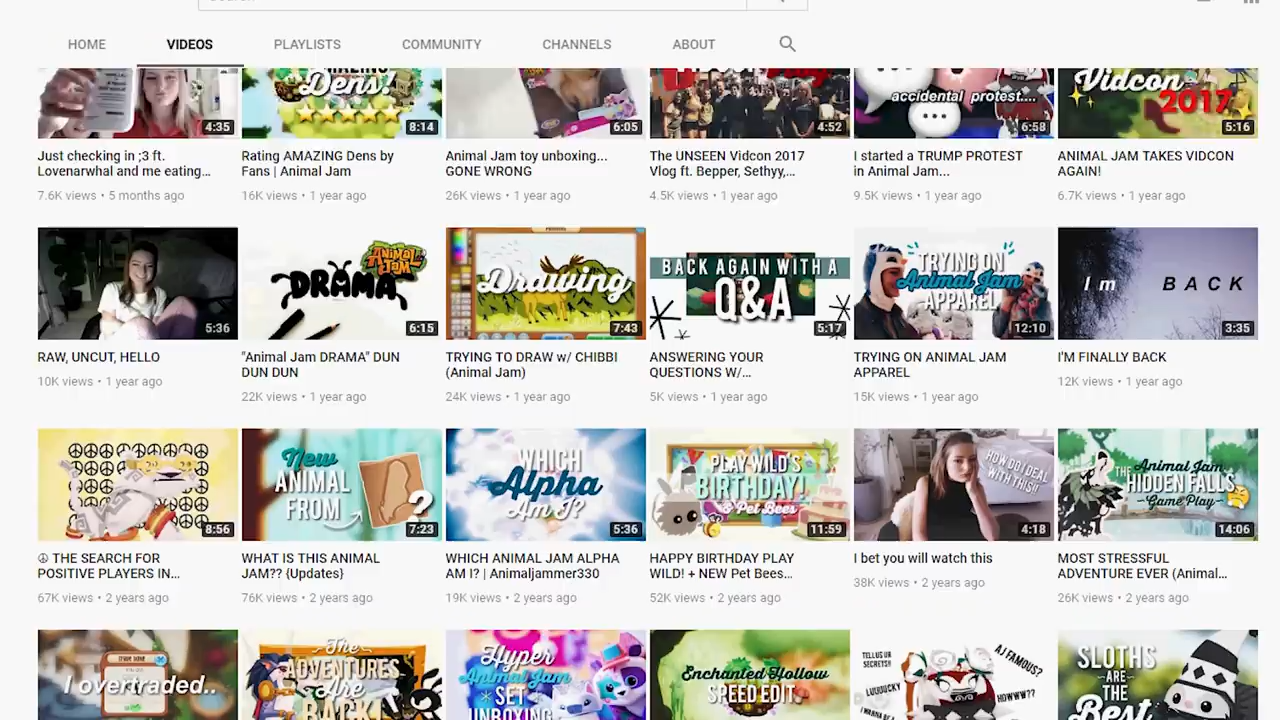 HOME VIDEOS PLAYLISTS COMMUNITY CHANNELS ABOUT
Dens!
accidental protest....
Vidcon
2017
4:35 8:14 6:05 4:52 6:58 5:16
Just checking in ;3 ft.
Lovenarwhal and me eating...
7.6K views • 5 months ago
Rating AMAZING Dens by
Fans | Animal Jam
16K views • 1 year ago
Animal Jam toy unboxing...
GONE WRONG
26K views • 1 year ago
The UNSEEN Vidcon 2017
Vlog ft. Bepper, Sethyy,...
4.5K views • 1 year ago
I started a TRUMP PROTEST
in Animal Jam...
9.5K views • 1 year ago
ANIMAL JAM TAKES VIDCON
AGAIN!
6.7K views • 1 year ago
5:36
RAW, UNCUT, HELLO
10K views • 1 year ago
ANIMAL JAM
DRAMA
6:15
"Animal Jam DRAMA" DUN
DUN DUN
22K views • 1 year ago
Drawing
7:43
TRYING TO DRAW w/ CHIBBI
(Animal Jam)
24K views • 1 year ago
BACK AGAIN WITH A
Q&A
5:17
ANSWERING YOUR
QUESTIONS W/...
5K views • 1 year ago
TRYING ON
Animal Jam
APPAREL
12:10
TRYING ON ANIMAL JAM
APPAREL
15K views • 1 year ago
Im BACK
3:35
I'M FINALLY BACK
12K views • 1 year ago
8:56
☮ THE SEARCH FOR
POSITIVE PLAYERS IN...
67K views • 2 years ago
New
ANIMAL
FROM
?
7:23
WHAT IS THIS ANIMAL
JAM?? {Updates}
76K views • 2 years ago
WHICH
Alpha
Am I?
5:36
WHICH ANIMAL JAM ALPHA
AM I? | Animaljammer330
19K views • 2 years ago
PLAY WILD'S
BIRTHDAY!
& Pet Bees
11:59
HAPPY BIRTHDAY PLAY
WILD! + NEW Pet Bees...
52K views • 2 years ago
HOW DO I DEAL
WITH THIS!!
4:18
I bet you will watch this
38K views • 2 years ago
Animal Jam
THE HIDDEN FALLS
~Game Play~
14:06
MOST STRESSFUL
ADVENTURE EVER (Animal...
26K views • 2 years ago
I overtraded..
The
ADVENTURES
Are
BACK!
Hyper
Animal Jam
SET
UNBOXING
Enchanted Hollow
SPEED EDIT
TELL US UR
SECRETS!!
AJ FAMOUS?
LUUUUCKY
HOWWW??
SLOTHS
~ARE~
THE
Best